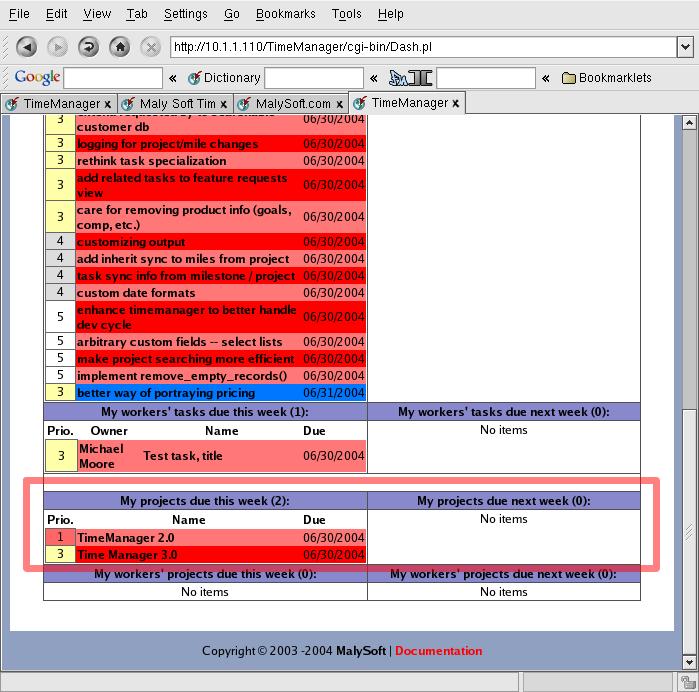 File Edit View Tab Settings Go Bookmarks Tools Help
http://10.1.1.110/TimeManager/cgi-bin/Dash.pl
Google « Dictionary « « Bookmarklets
TimeManager x Maly Soft Tim x MalySoft.com x TimeManager x
3 06/30/2004
customer db
3 logging for project/mile changes 06/30/2004
3 rethink task specialization 06/30/2004
3 add related tasks to feature requests 06/30/2004
view
3 care for removing product info (goals, 06/30/2004
comp, etc.)
4 customizing output 06/30/2004
4 add inherit sync to miles from project 06/30/2004
4 task sync info from milestone / project 06/30/2004
4 custom date formats 06/30/2004
5 enhance timemanager to better handle 06/30/2004
dev cycle
5 arbitrary custom fields -- select lists 06/30/2004
5 make project searching more efficient 06/30/2004
5 implement remove_empty_records() 06/30/2004
3 better way of portraying pricing 06/31/2004
My workers' tasks due this week (1): My workers' tasks due next week (0):
Prio. Owner Name Due No items
3 Michael Moore Test task, title 06/30/2004
My projects due this week (2): My projects due next week (0):
Prio. Name Due No items
1 TimeManager 2.0 06/30/2004
3 Time Manager 3.0 06/30/2004
My workers' projects due this week (0): My workers' projects due next week (0):
No items No items
Copyright © 2003 -2004 MalySoft | Documentation